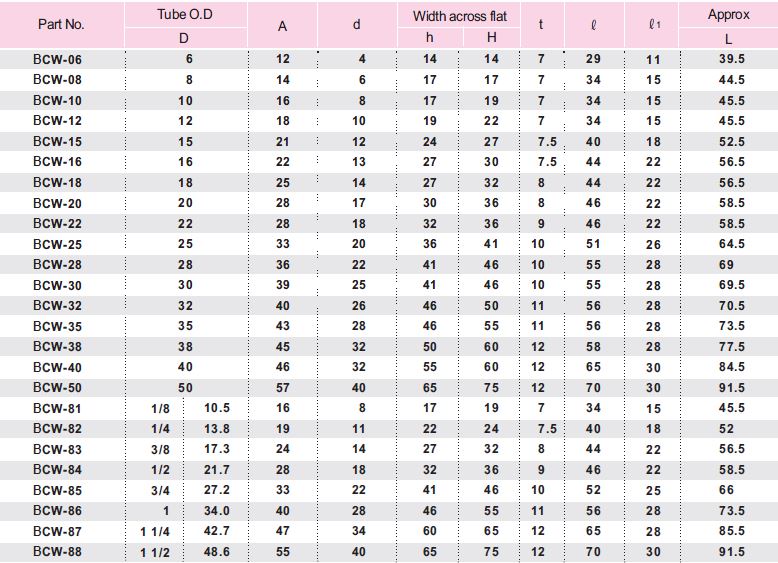 Part No. Tube O.D A d Width across flat t ℓ ℓ1 Approx
D h H L
BCW-06 6 12 4 14 14 7 29 11 39.5
BCW-08 8 14 6 17 17 7 34 15 44.5
BCW-10 10 16 8 17 19 7 34 15 45.5
BCW-12 12 18 10 19 22 7 34 15 45.5
BCW-15 15 21 12 24 27 7.5 40 18 52.5
BCW-16 16 22 13 27 30 7.5 44 22 56.5
BCW-18 18 25 14 27 32 8 44 22 56.5
BCW-20 20 28 17 30 36 8 46 22 58.5
BCW-22 22 28 18 32 36 9 46 22 58.5
BCW-25 25 33 20 36 41 10 51 26 64.5
BCW-28 28 36 22 41 46 10 55 28 69
BCW-30 30 39 25 41 46 10 55 28 69.5
BCW-32 32 40 26 46 50 11 56 28 70.5
BCW-35 35 43 28 46 55 11 56 28 73.5
BCW-38 38 45 32 50 60 12 58 28 77.5
BCW-40 40 46 32 55 60 12 65 30 84.5
BCW-50 50 57 40 65 75 12 70 30 91.5
BCW-81 1/8 10.5 16 8 17 19 7 34 15 45.5
BCW-82 1/4 13.8 19 11 22 24 7.5 40 18 52
BCW-83 3/8 17.3 24 14 27 32 8 44 22 56.5
BCW-84 1/2 21.7 28 18 32 36 9 46 22 58.5
BCW-85 3/4 27.2 33 22 41 46 10 52 25 66
BCW-86 1 34.0 40 28 46 55 11 56 28 73.5
BCW-87 1 1/4 42.7 47 34 60 65 12 65 28 85.5
BCW-88 1 1/2 48.6 55 40 65 75 12 70 30 91.5